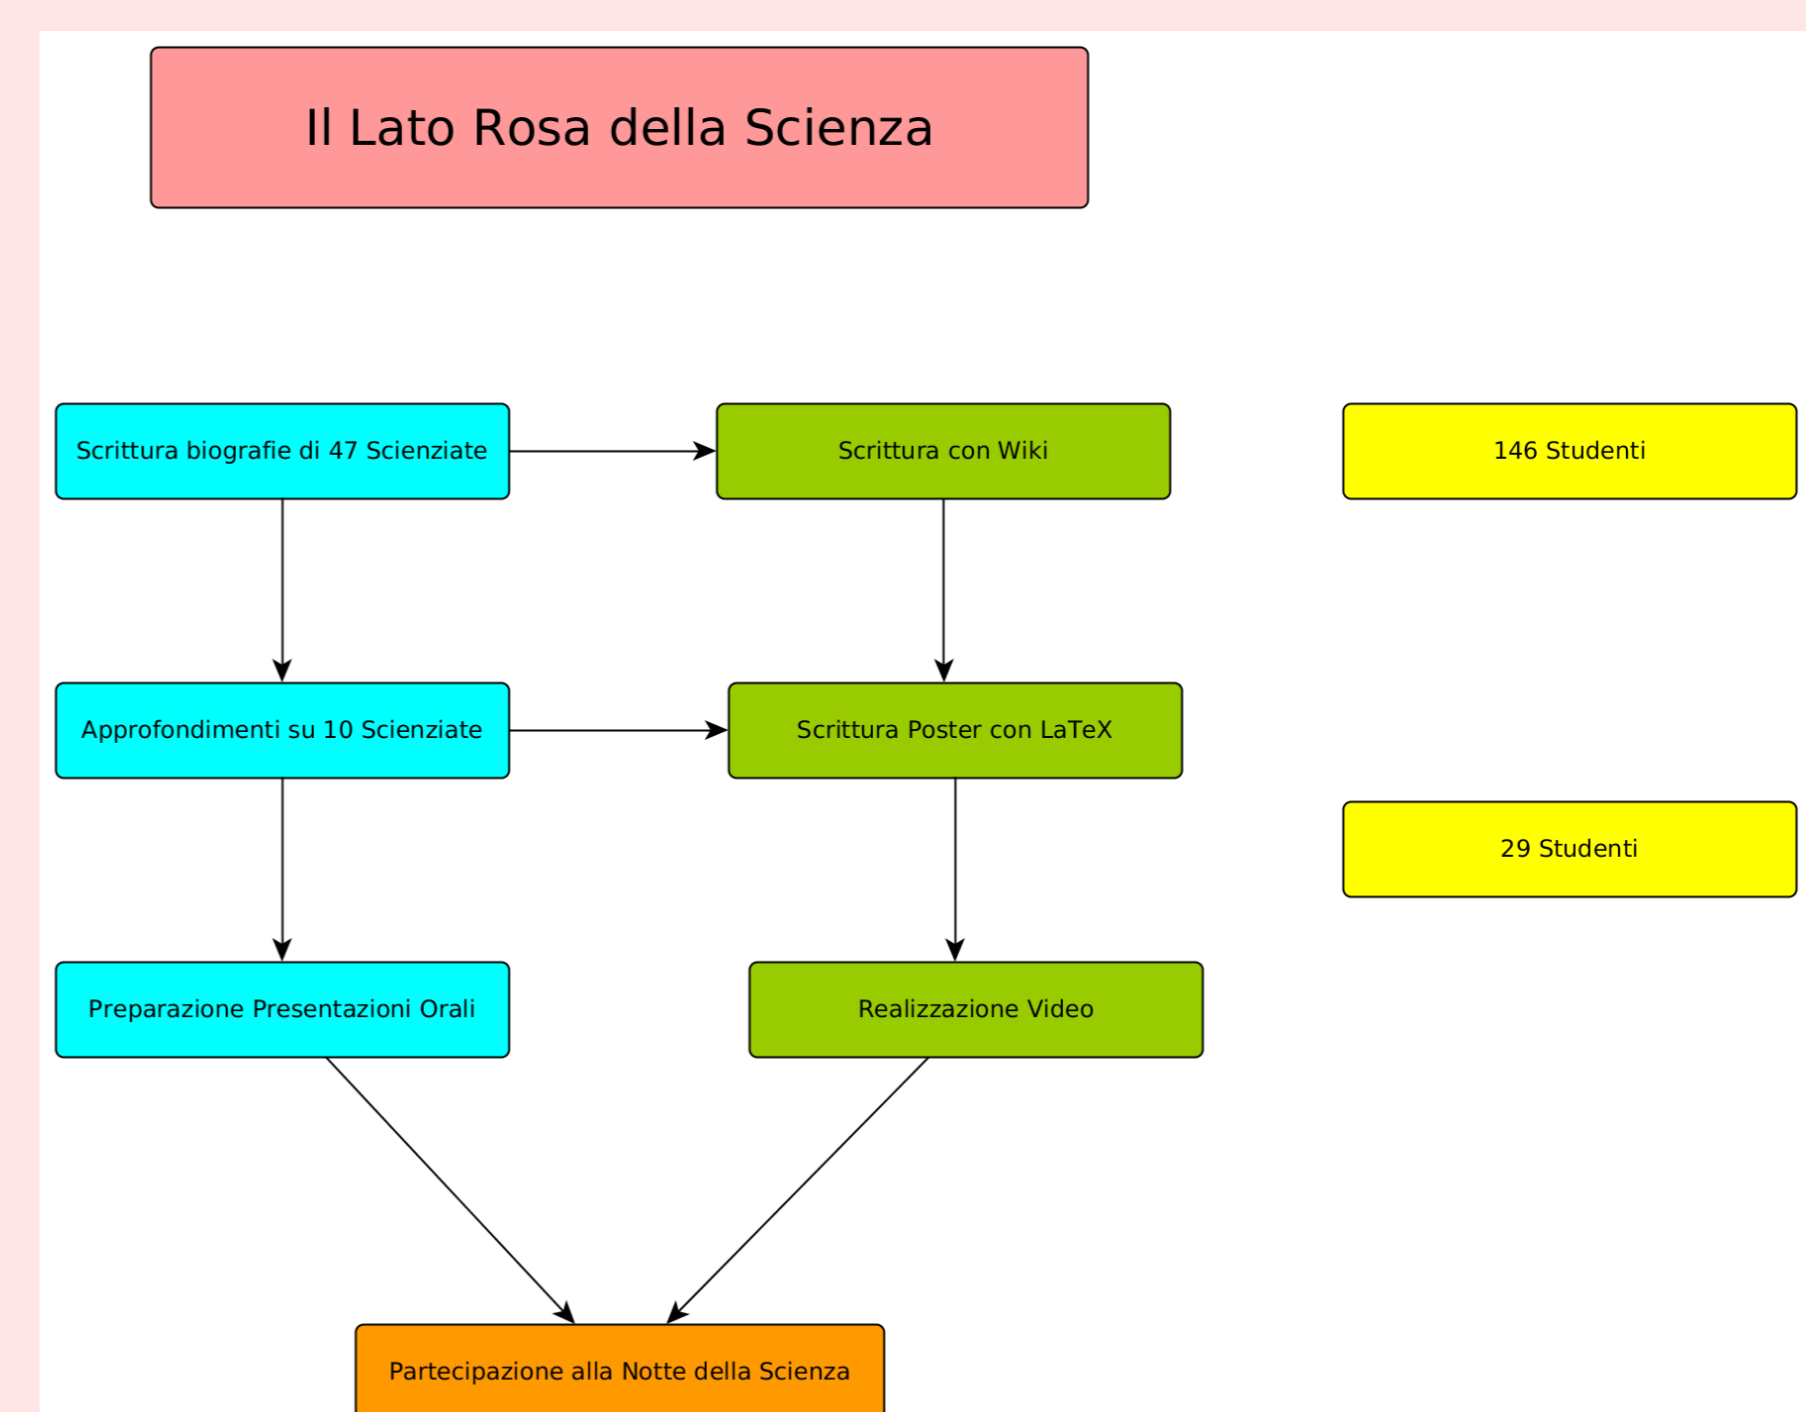 Il Lato Rosa della Scienza
Scrittura biografie di 47 Scienziate
Scrittura con Wiki
146 Studenti
Approfondimenti su 10 Scienziate
Scrittura Poster con LaTeX
29 Studenti
Preparazione Presentazioni Orali
Realizzazione Video
Partecipazione alla Notte della Scienza